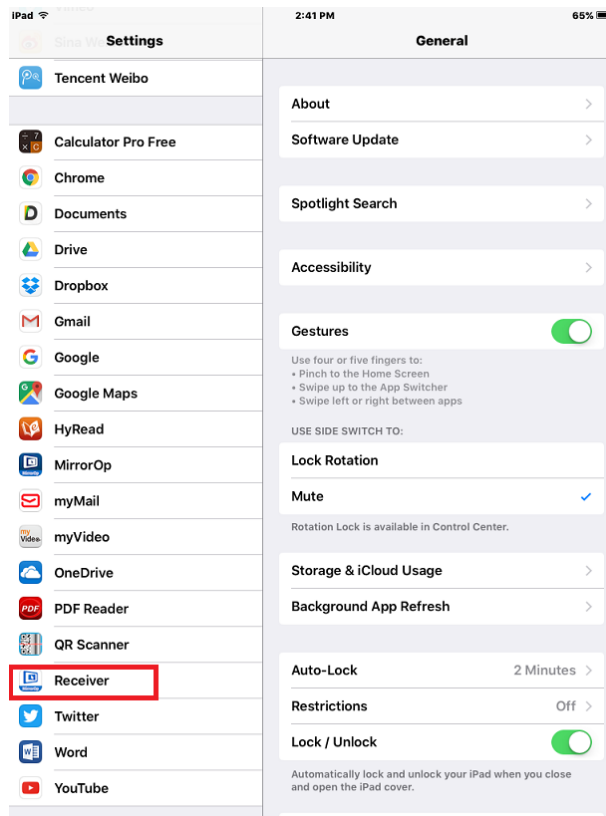 iPad
2:41 PM
65%
Settings
Tencent Weibo
Calculator Pro Free
Chrome
Documents
Drive
Dropbox
Gmail
Google
Google Maps
HyRead
MirrorOp
myMail
myVideo
OneDrive
PDF Reader
QR Scanner
Receiver
Twitter
Word
YouTube
General
About
Software Update
Spotlight Search
Accessibility
Gestures
Use four or five fingers to:
• Pinch to the Home Screen
• Swipe up to the App Switcher
• Swipe left or right between apps
USE SIDE SWITCH TO:
Lock Rotation
Mute
Rotation Lock is available in Control Center.
Storage & iCloud Usage
Background App Refresh
Auto-Lock 2 Minutes
Restrictions Off
Lock / Unlock
Automatically lock and unlock your iPad when you close
and open the iPad cover.